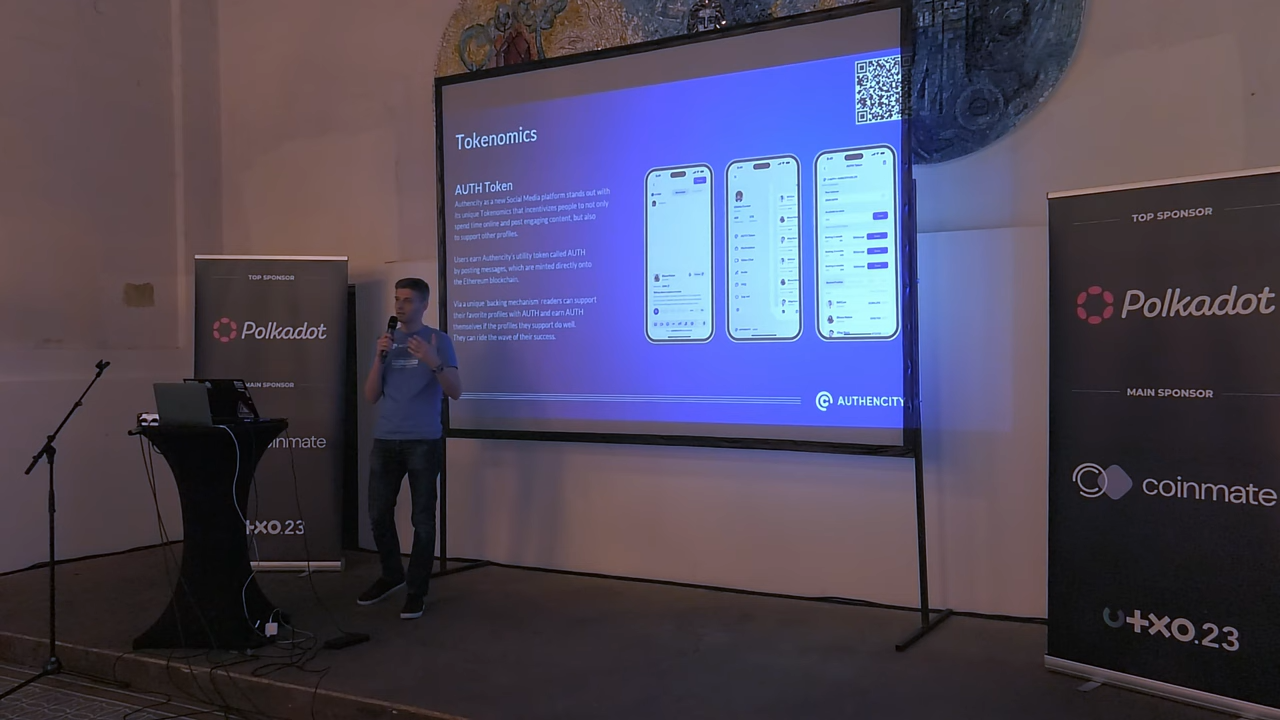 Tokenomics
AUTH Token
Authencity as a new Social Media platform stands out with
its unique Tokenomics that incentivizes people to not only
spend time online and post engaging content, but also
to support other profiles.
Users earn Authencity's utility token called AUTH
by posting messages, which are minted directly onto
the Ethereum blockchain.
Via a unique 'backing mechanism' readers can support
their favorite profiles with AUTH and earn AUTH
themselves if the profiles they support do well.
They can ride the wave of their success.
AUTHENCITY
TOP SPONSOR
Polkadot
MAIN SPONSOR
inmate
txo.23
TOP SPONSOR
Polkadot
MAIN SPONSOR
coinmate
utxo.23